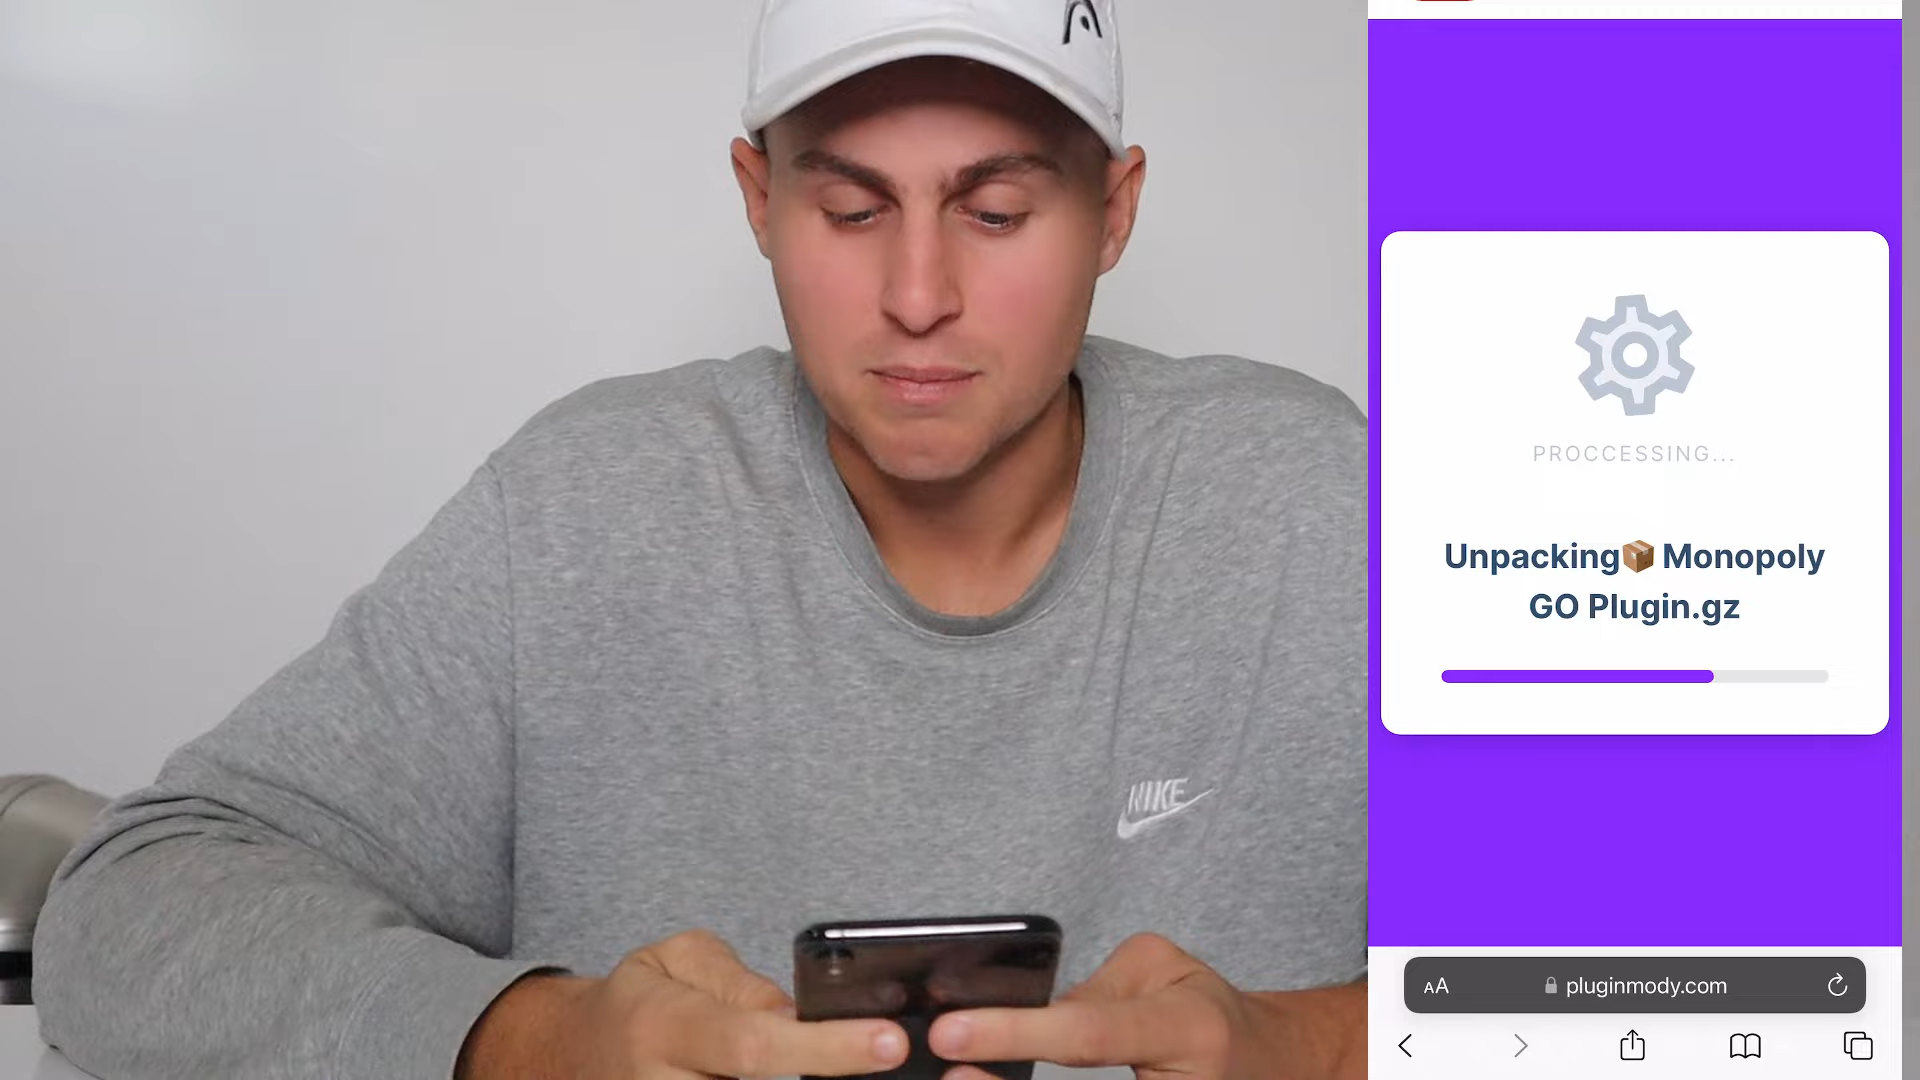 NIKE
PROCCESSING...
Unpacking📦 Monopoly
GO Plugin.gz
AA
pluginmody.com